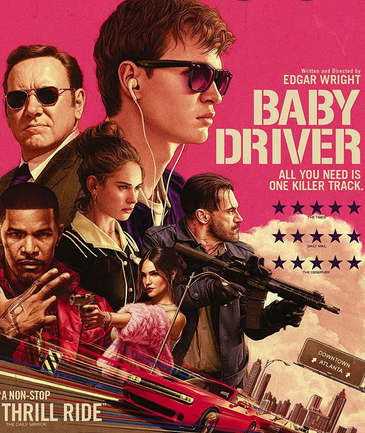 Written and Directed by
EDGAR WRIGHT
BABY
DRIVER
ALL YOU NEED IS
ONE KILLER TRACK.
THE TIMES
DAILY MAIL
THE OBSERVER
DOWNTOWN
ATLANTA
"A NON-STOP
THRILL RIDE"
THE DAILY MIRROR